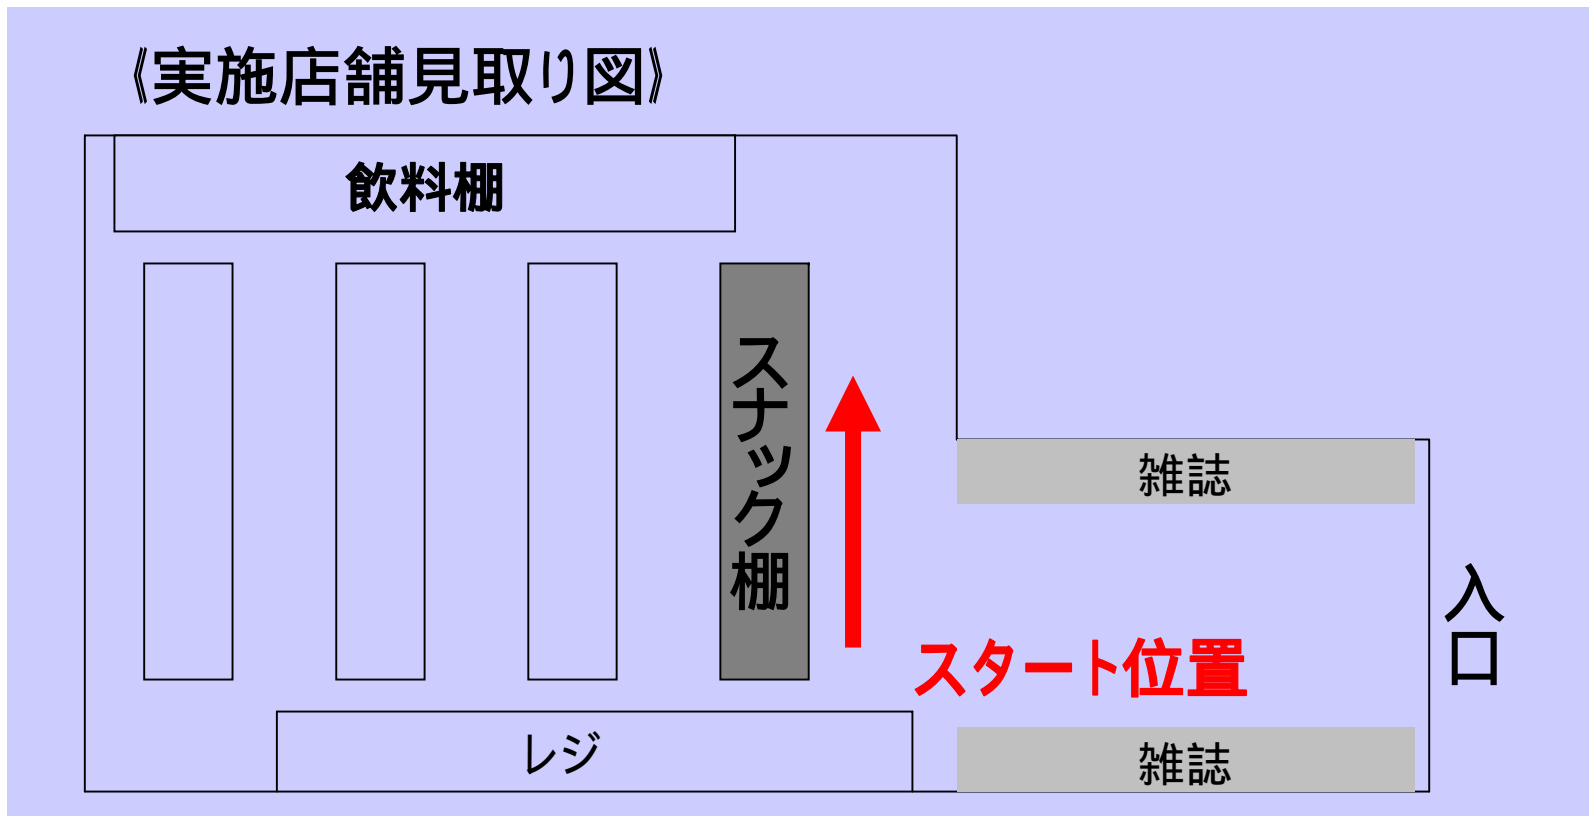 《実施店舗見取り図》
飲料棚
スナック棚
雑誌
入口
スタート位置
レジ
雑誌